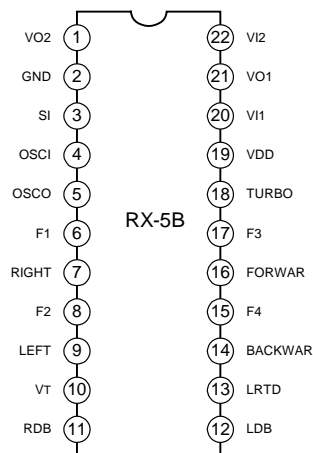 VO2 1 22 VI2
GND 2 21 VO1
SI 3 20 VI1
OSCI 4 19 VDD
OSCO 5 18 TURBO
RX-5B
F1 6 17 F3
RIGHT 7 16 FORWAR
F2 8 15 F4
LEFT 9 14 BACKWAR
VT 10 13 LRTD
RDB 11 12 LDB